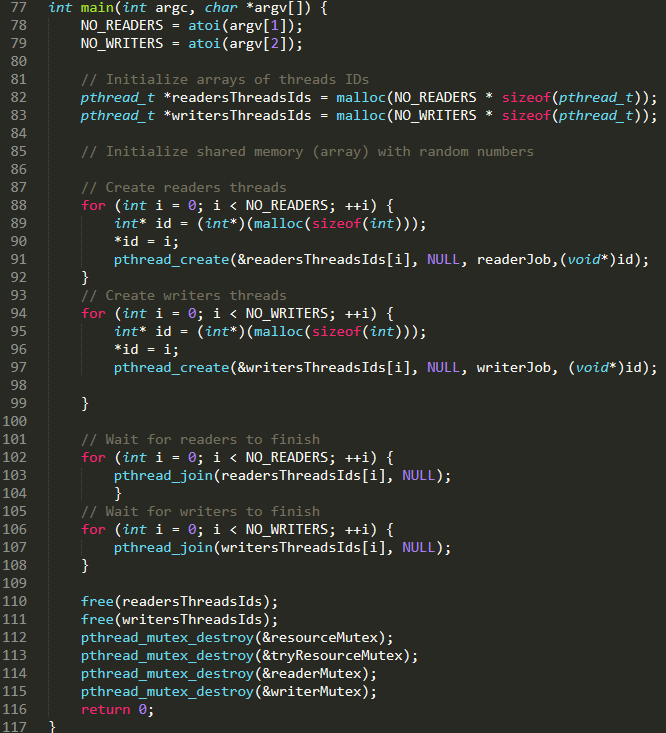 77 int main(int argc, char *argv[]) {
78     NO_READERS = atoi(argv[1]);
79     NO_WRITERS = atoi(argv[2]);
80
81     // Initialize arrays of threads IDs
82     pthread_t *readersThreadsIds = malloc(NO_READERS * sizeof(pthread_t));
83     pthread_t *writersThreadsIds = malloc(NO_WRITERS * sizeof(pthread_t));
84
85     // Initialize shared memory (array) with random numbers
86
87     // Create readers threads
88     for (int i = 0; i < NO_READERS; ++i) {
89         int* id = (int*)(malloc(sizeof(int)));
90         *id = i;
91         pthread_create(&readersThreadsIds[i], NULL, readerJob,(void*)id);
92     }
93     // Create writers threads
94     for (int i = 0; i < NO_WRITERS; ++i) {
95         int* id = (int*)(malloc(sizeof(int)));
96         *id = i;
97         pthread_create(&writersThreadsIds[i], NULL, writerJob, (void*)id);
98
99     }
100
101     // Wait for readers to finish
102     for (int i = 0; i < NO_READERS; ++i) {
103         pthread_join(readersThreadsIds[i], NULL);
104         }
105     // Wait for writers to finish
106     for (int i = 0; i < NO_WRITERS; ++i) {
107         pthread_join(writersThreadsIds[i], NULL);
108     }
109
110     free(readersThreadsIds);
111     free(writersThreadsIds);
112     pthread_mutex_destroy(&resourceMutex);
113     pthread_mutex_destroy(&tryResourceMutex);
114     pthread_mutex_destroy(&readerMutex);
115     pthread_mutex_destroy(&writerMutex);
116     return 0;
117 }